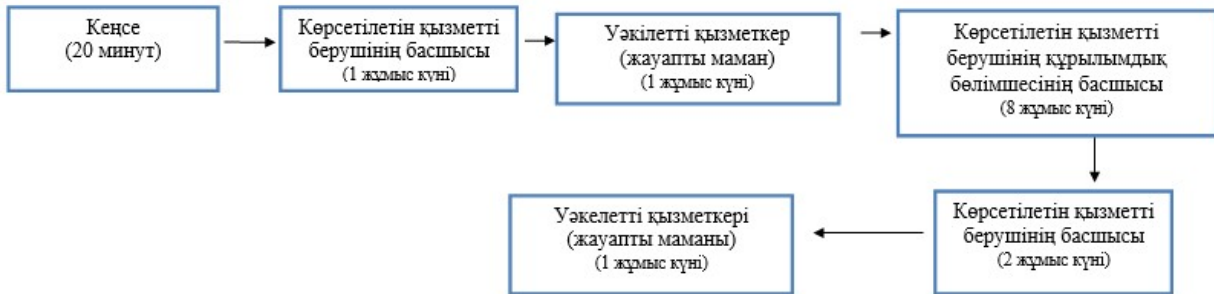 Кеңсе
(20 минут)
Көрсетілетін қызметті
берушінің басшысы
(1 жұмыс күні)
Уәкілетті қызметкер
(жауапты маман)
(1 жұмыс күні)
Көрсетілетін қызметті
берушінің құрылымдық
бөлімшесінің басшысы
(8 жұмыс күні)
Көрсетілетін қызметті
берушінің басшысы
(2 жұмыс күні)
Уәкелетті қызметкері
(жауапты маманы)
(1 жұмыс күні)